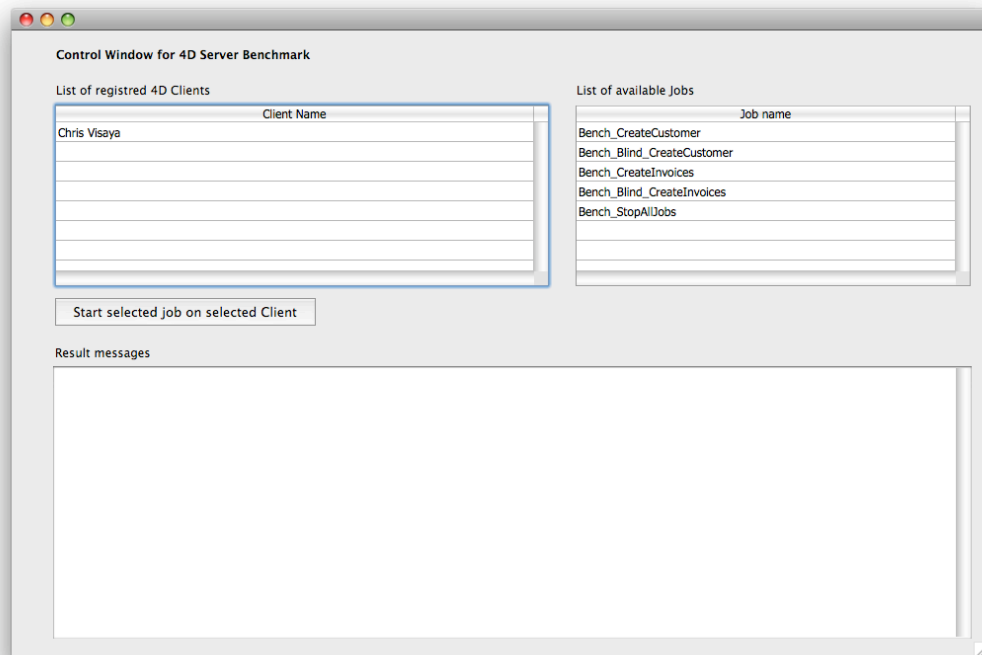 Control Window for 4D Server Benchmark
List of registred 4D Clients
Client Name
Chris Visaya
List of available Jobs
Job name
Bench_CreateCustomer
Bench_Blind_CreateCustomer
Bench_CreateInvoices
Bench_Blind_CreateInvoices
Bench_StopAllJobs
Start selected job on selected Client
Result messages